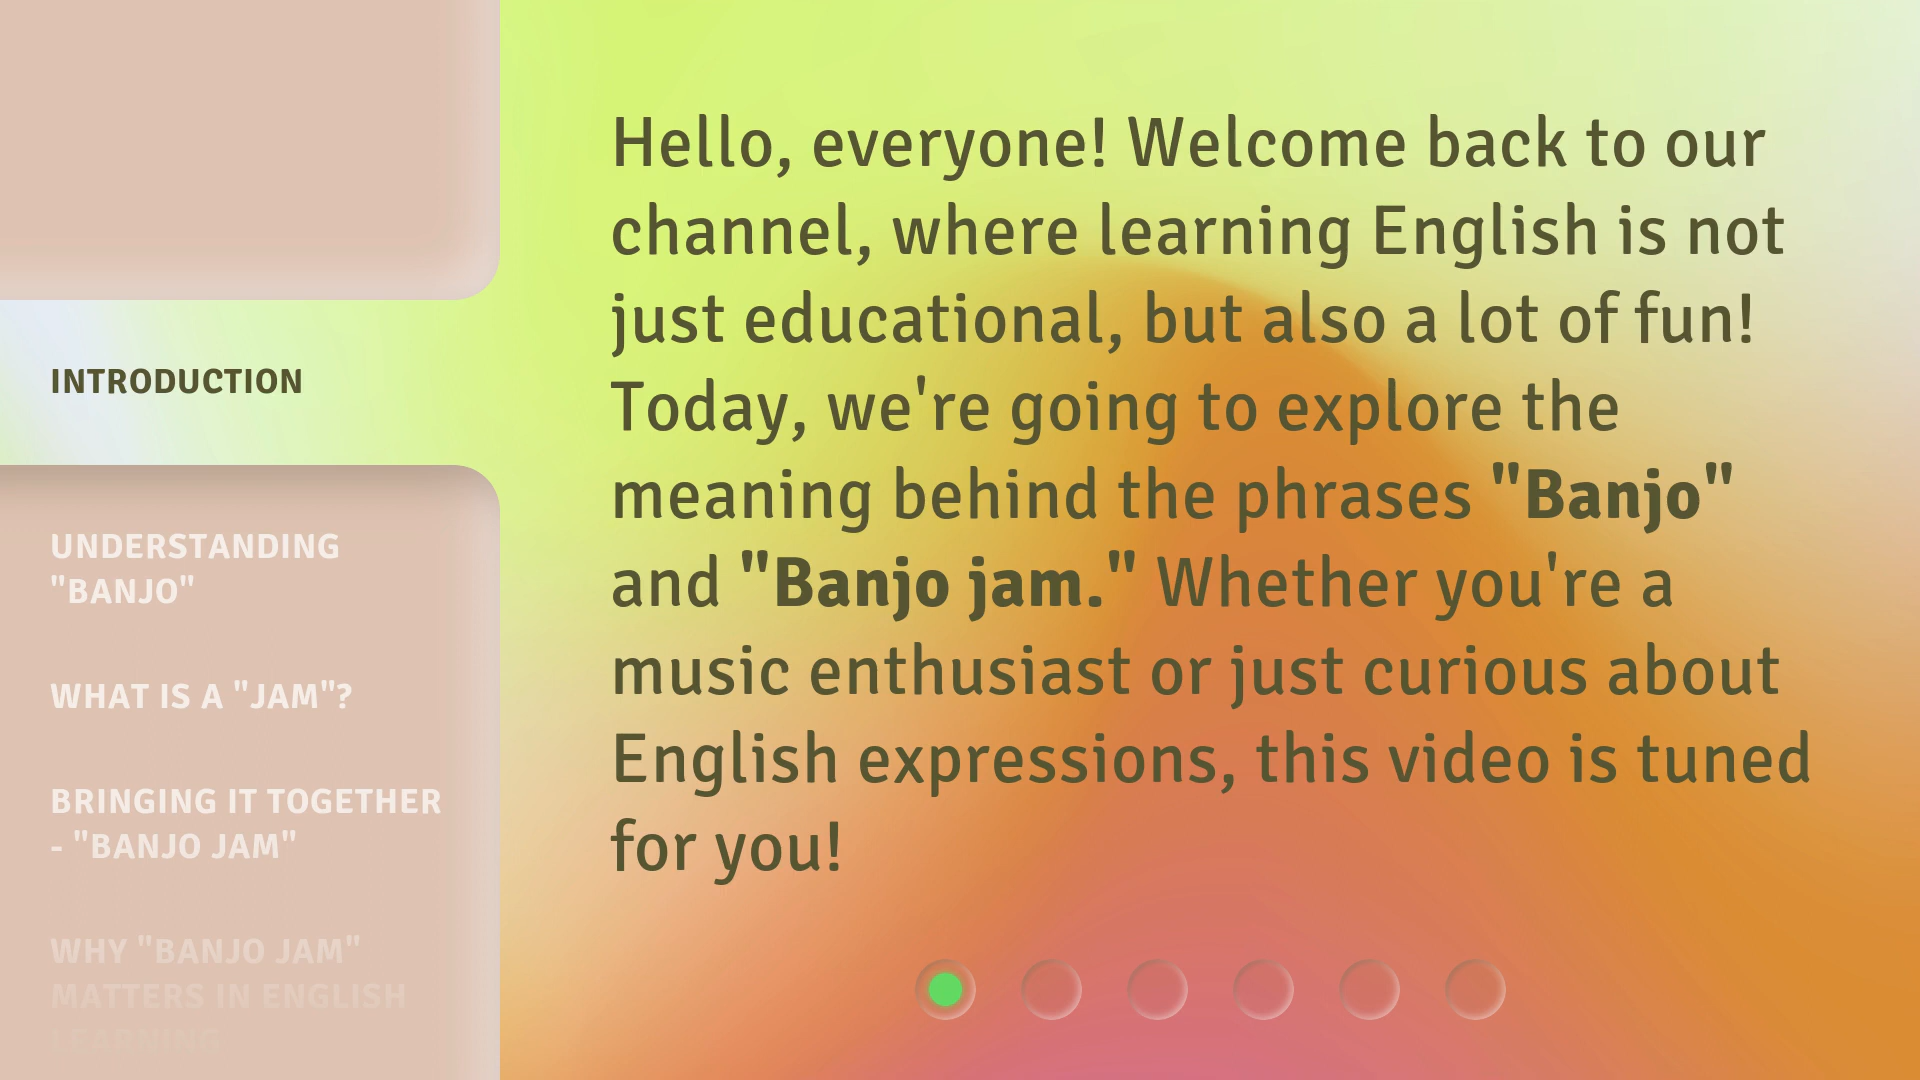 INTRODUCTION
UNDERSTANDING
"BANJO"
WHAT IS A "JAM"?
BRINGING IT TOGETHER
- "BANJO JAM"
WHY "BANJO JAM"
MATTERS IN ENGLISH
LEARNING
Hello, everyone! Welcome back to our
channel, where learning English is not
just educational, but also a lot of fun!
Today, we're going to explore the
meaning behind the phrases "Banjo"
and "Banjo jam." Whether you're a
music enthusiast or just curious about
English expressions, this video is tuned
for you!